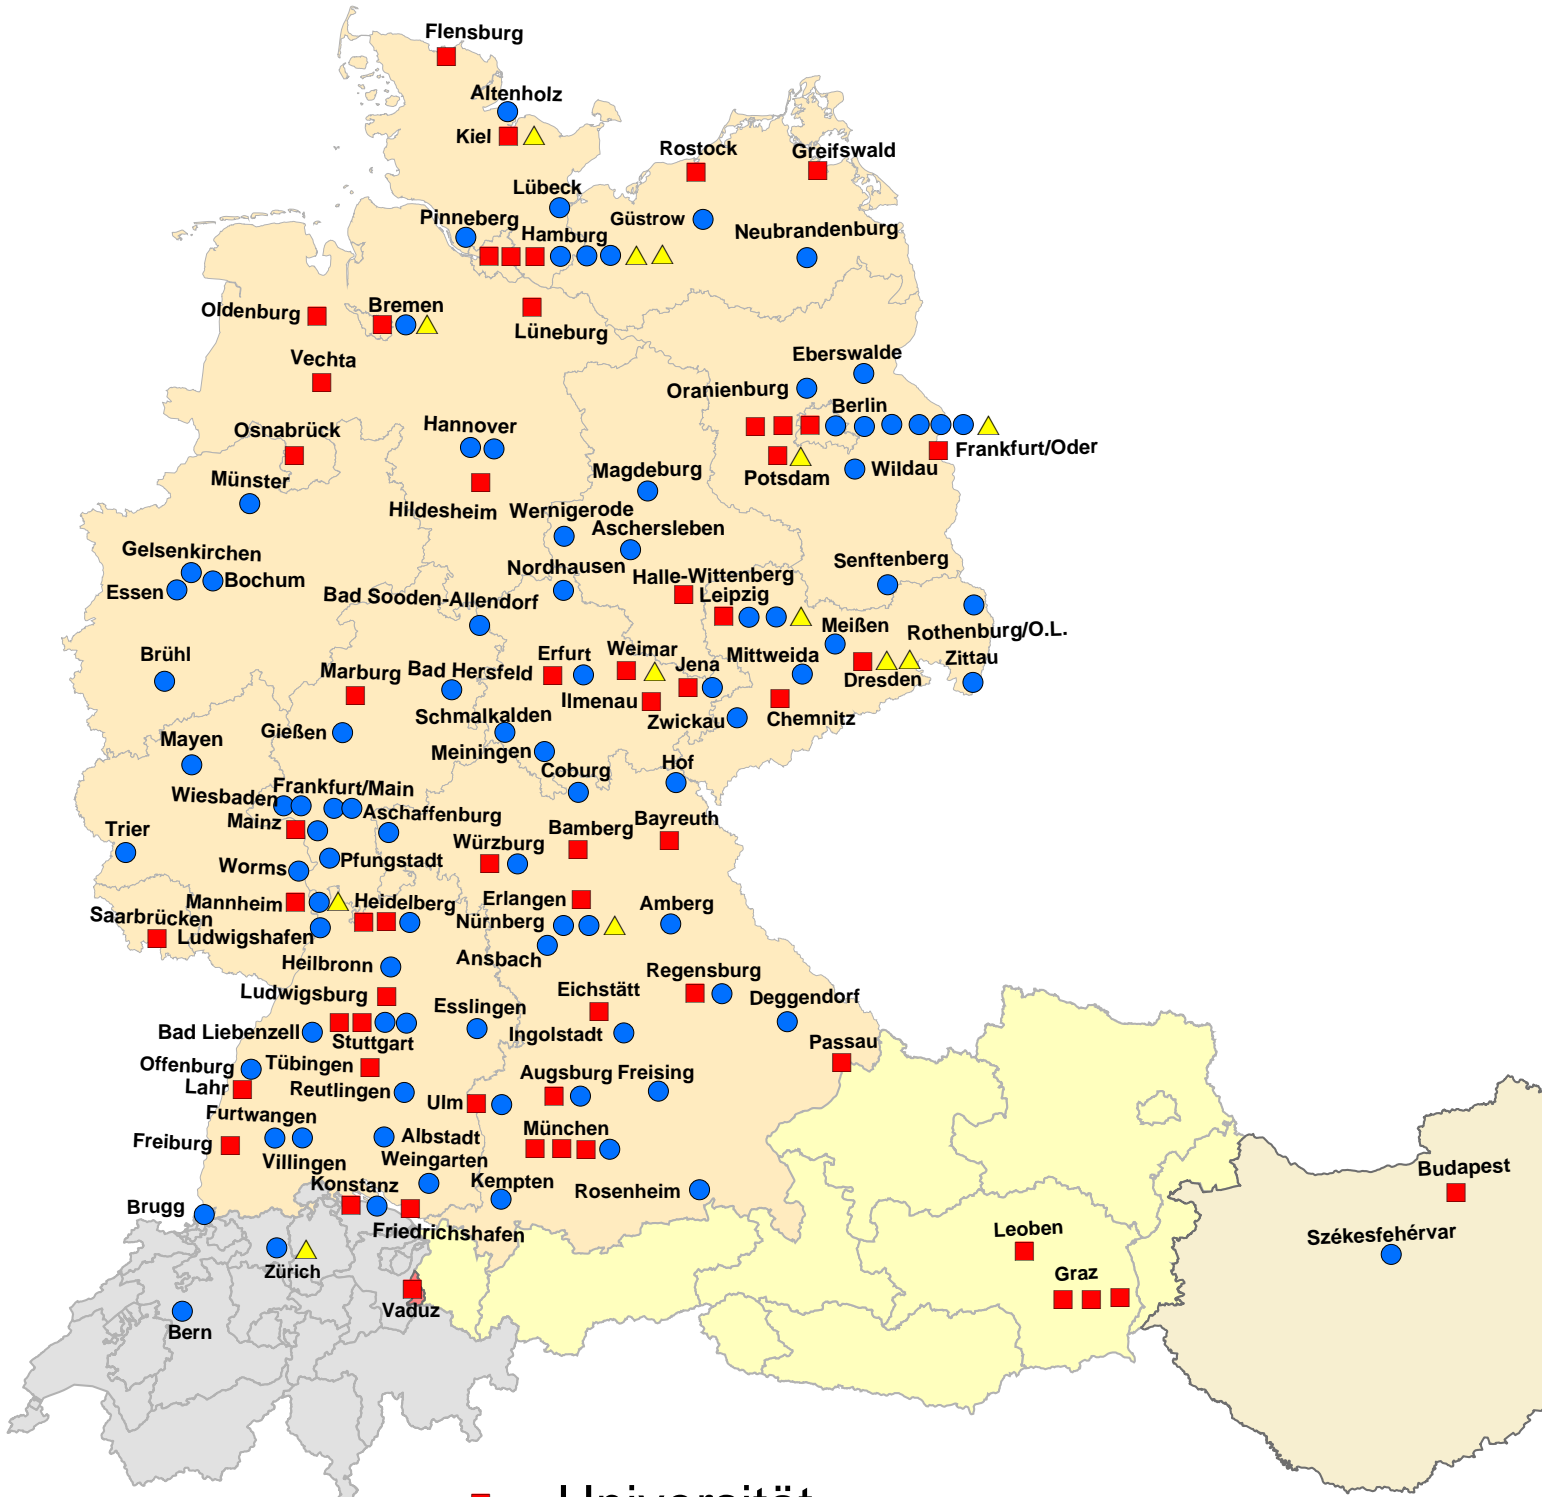 Flensburg
Altenholz
Kiel
Rostock
Greifswald
Lübeck
Pinneberg
Güstrow
Hamburg
Neubrandenburg
Oldenburg
Bremen
Lüneburg
Vechta
Eberswalde
Oranienburg
Berlin
Osnabrück
Hannover
Frankfurt/Oder
Münster
Magdeburg
Potsdam
Wildau
Hildesheim
Wernigerode
Aschersleben
Gelsenkirchen
Bochum
Essen
Nordhausen
Senftenberg
Halle-Wittenberg
Bad Sooden-Allendorf
Leipzig
Meißen
Rothenburg/O.L.
Brühl
Marburg
Bad Hersfeld
Erfurt
Weimar
Jena
Mittweida
Zittau
Dresden
Ilmenau
Schmalkalden
Zwickau
Chemnitz
Gießen
Mayen
Meiningen
Coburg
Hof
Wiesbaden
Frankfurt/Main
Aschaffenburg
Mainz
Trier
Würzburg
Bamberg
Bayreuth
Worms
Pfungstadt
Mannheim
Heidelberg
Erlangen
Amberg
Saarbrücken
Ludwigshafen
Nürnberg
Ansbach
Heilbronn
Regensburg
Ludwigsburg
Eichstätt
Deggendorf
Esslingen
Bad Liebenzell
Stuttgart
Ingolstadt
Passau
Offenburg
Tübingen
Lahr
Reutlingen
Augsburg
Freising
Ulm
Furtwangen
Freiburg
Villingen
Albstadt
München
Weingarten
Konstanz
Kempten
Rosenheim
Budapest
Brugg
Friedrichshafen
Leoben
Székesfehérvar
Zürich
Graz
Vaduz
Bern
Universität